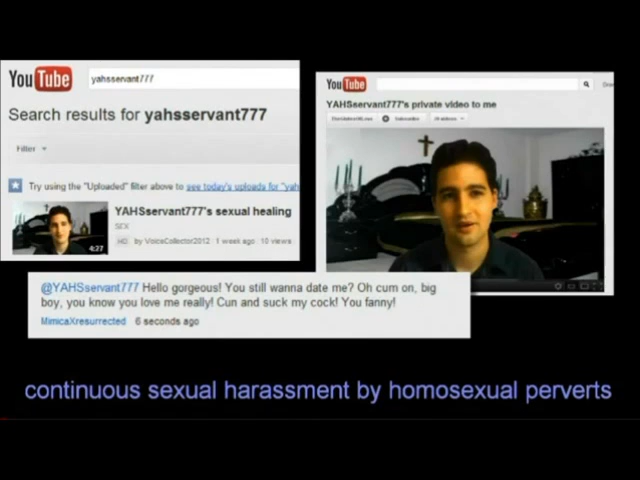 YouTube yahsservant777
Search results for yahsservant777
Filter
Try using the "Uploaded" filter above to see today's uploads for "yah
YAHSservant777's sexual healing
SEX
HD by VoiceCollector2012 1 week ago 10 views
4:27
YouTube
YAHSservant777's private video to me
Subscribe
@YAHSservant777 Hello gorgeous! You still wanna date me? Oh cum on, big
boy, you know you love me really! Cun and suck my cock! You fanny!
MimicaXresurrected 6 seconds ago
continuous sexual harassment by homosexual perverts